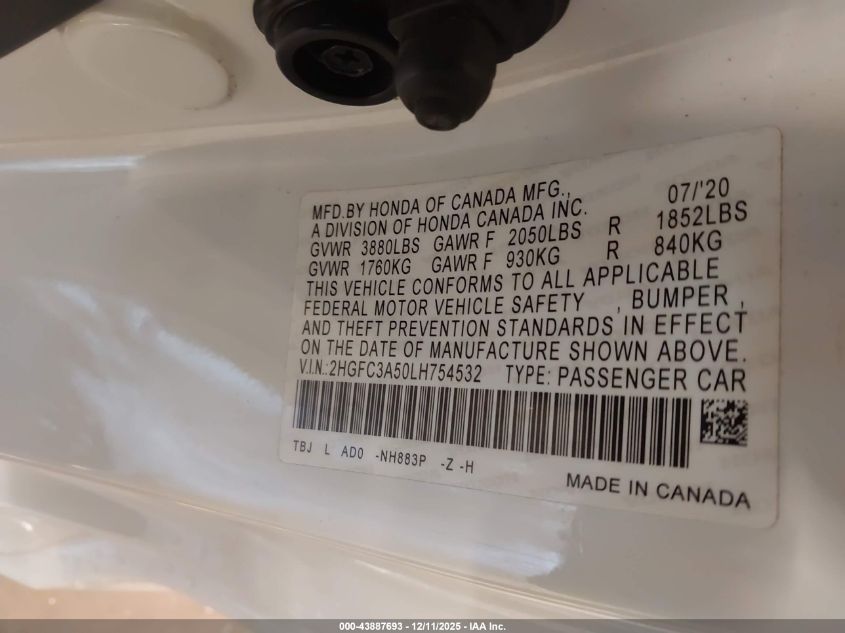 MFD.BY HONDA OF CANADA MFG., 07/'20
A DIVISION OF HONDA CANADA INC.
GVWR 3880LBS GAWR F 2050LBS R 1852LBS
GVWR 1760KG GAWR F 930KG R 840KG
THIS VEHICLE CONFORMS TO ALL APPLICABLE
FEDERAL MOTOR VEHICLE SAFETY , BUMPER ,
AND THEFT PREVENTION STANDARDS IN EFFECT
ON THE DATE OF MANUFACTURE SHOWN ABOVE.
V.I.N.:2HGFC3A50LH754532 TYPE: PASSENGER CAR
TBJ L AD0 -NH883P -Z -H
MADE IN CANADA
000-43887693 - 12/11/2025 - IAA Inc.